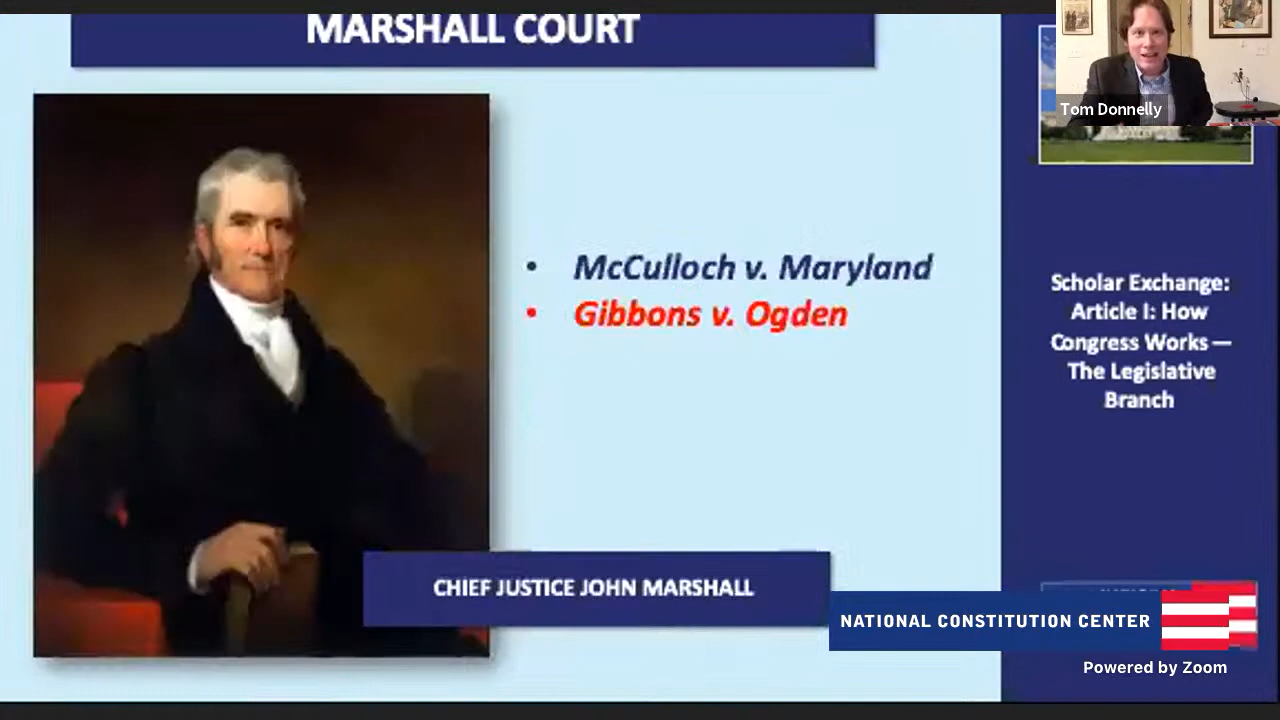 MARSHALL COURT
Tom Donnelly
• McCulloch v. Maryland
• Gibbons v. Ogden
Scholar Exchange:
Article I: How
Congress Works —
The Legislative
Branch
CHIEF JUSTICE JOHN MARSHALL
NATIONAL CONSTITUTION CENTER
Powered by Zoom